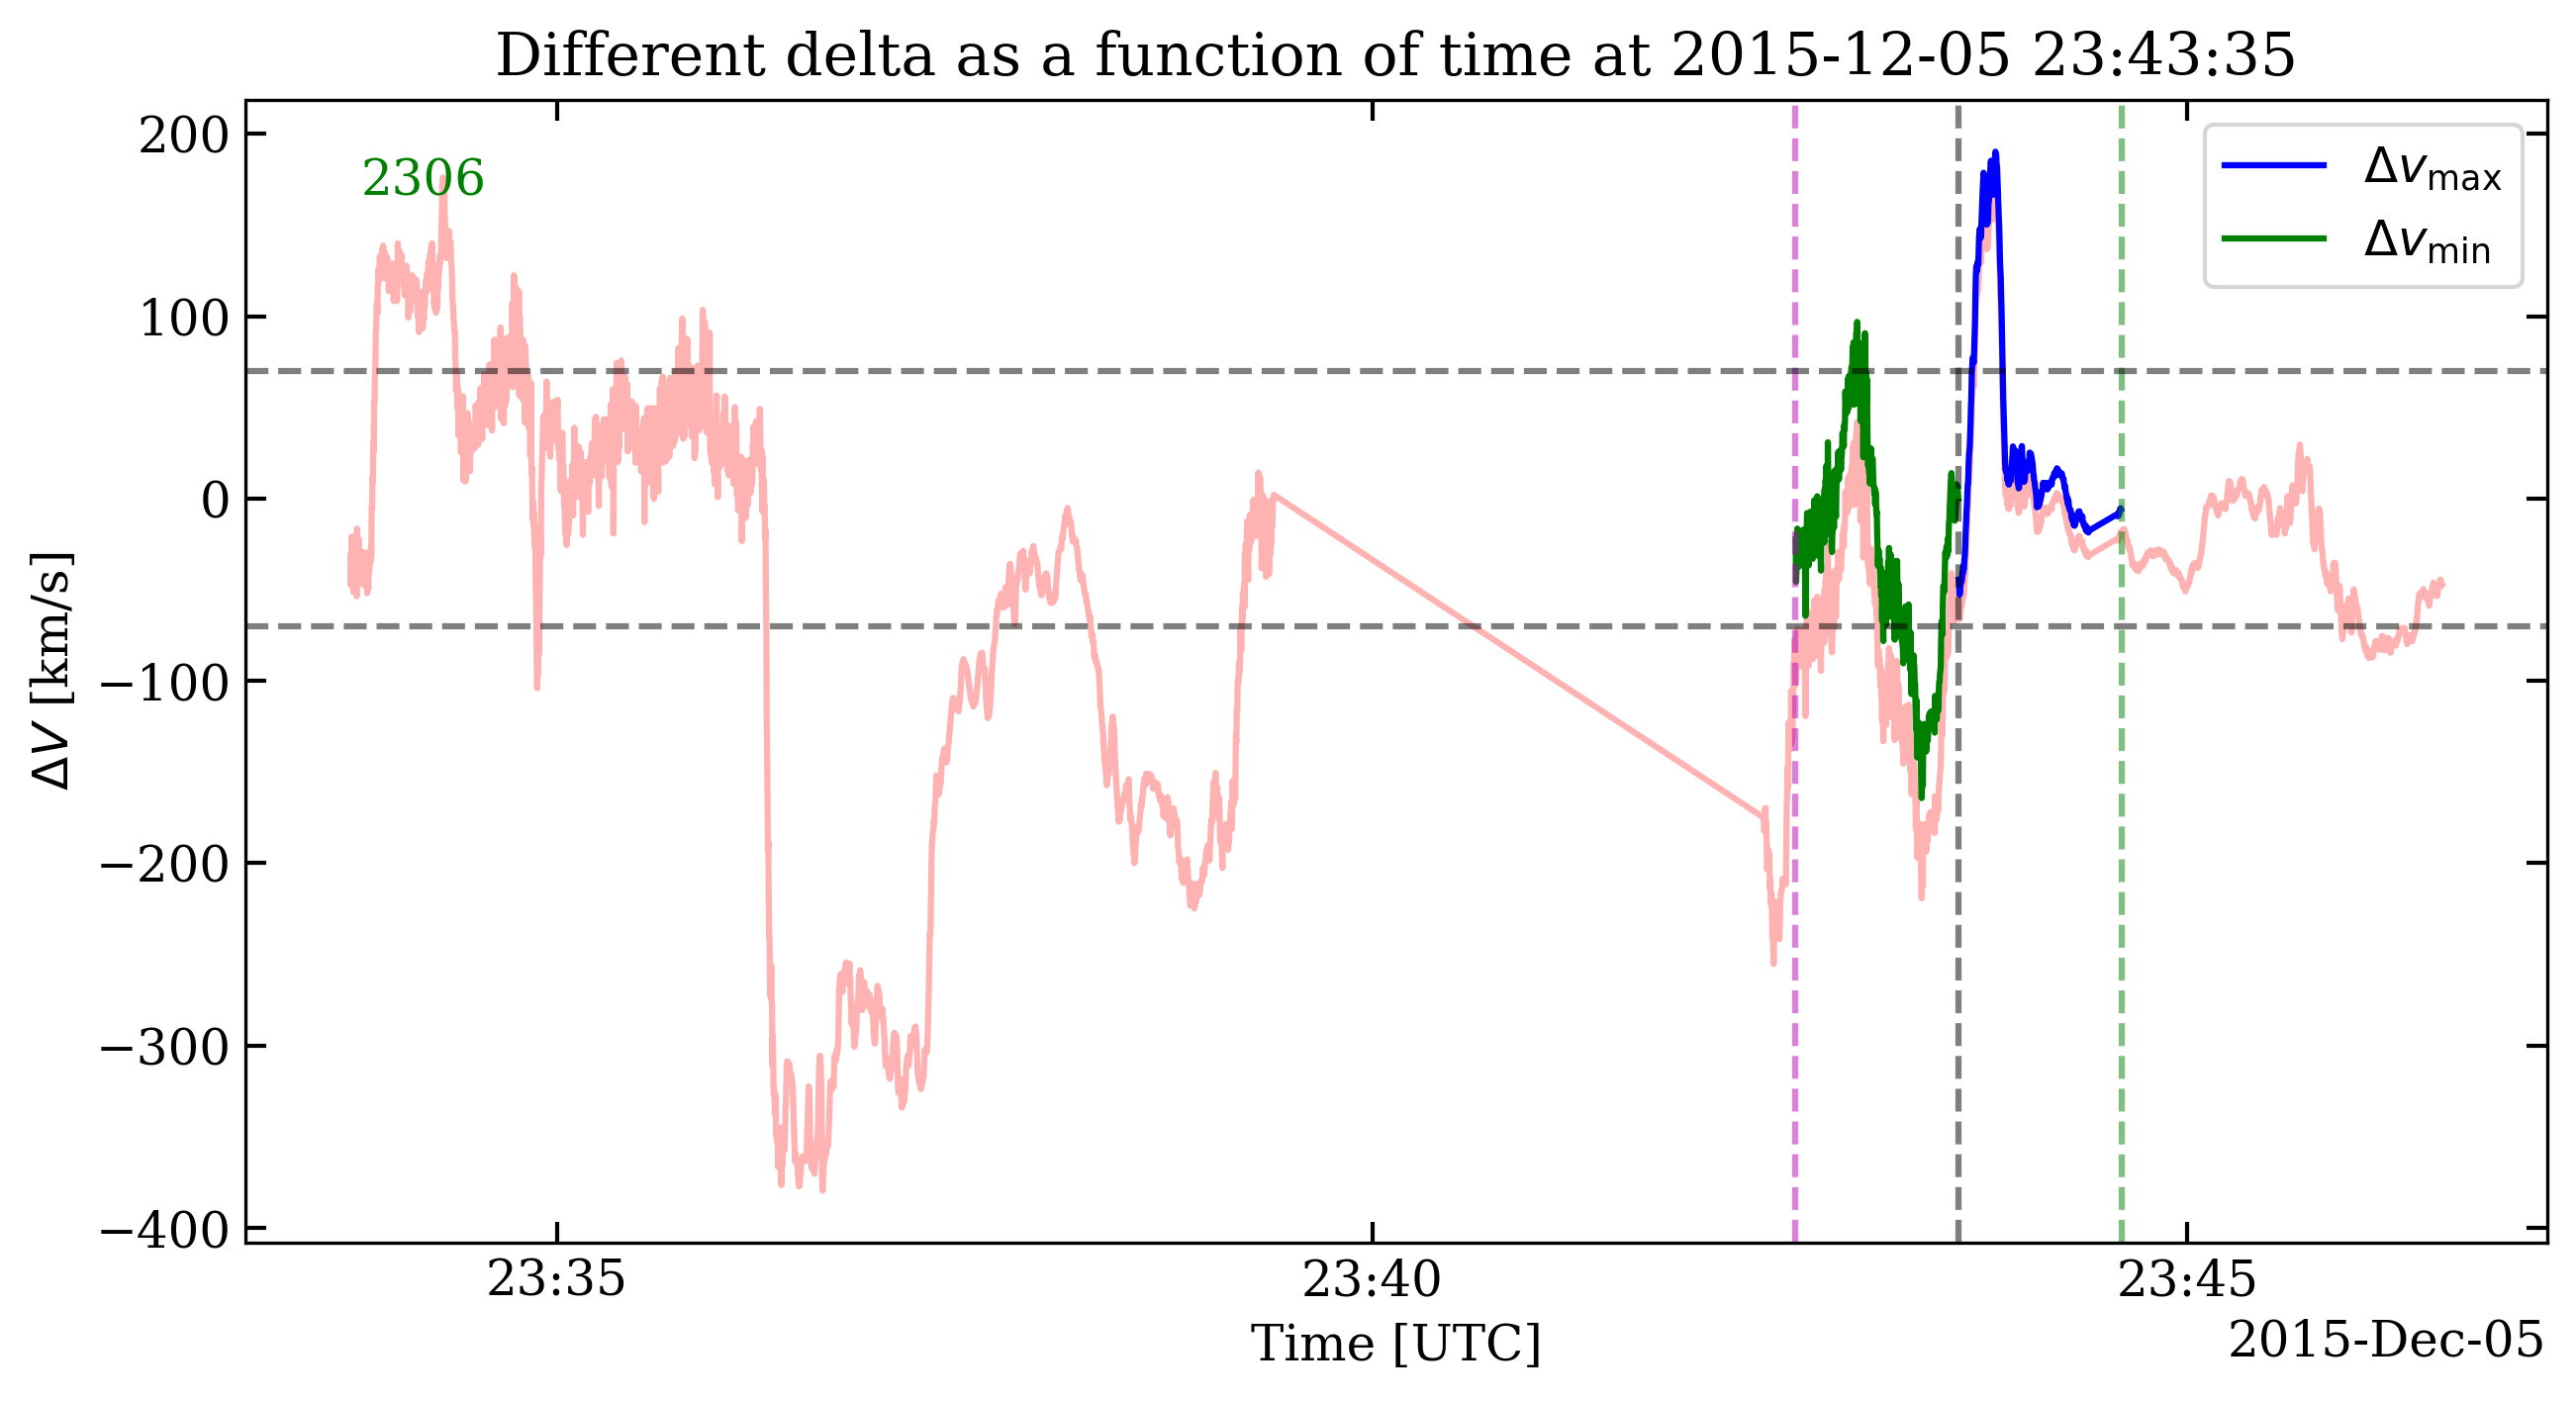 Different delta as a function of time at 2015-12-05 23:43:35
200
100
0
−100
−200
−300
−400
ΔV [km/s]
2306
Δv_max
Δv_min
23:35
23:40
23:45
Time [UTC]
2015-Dec-05